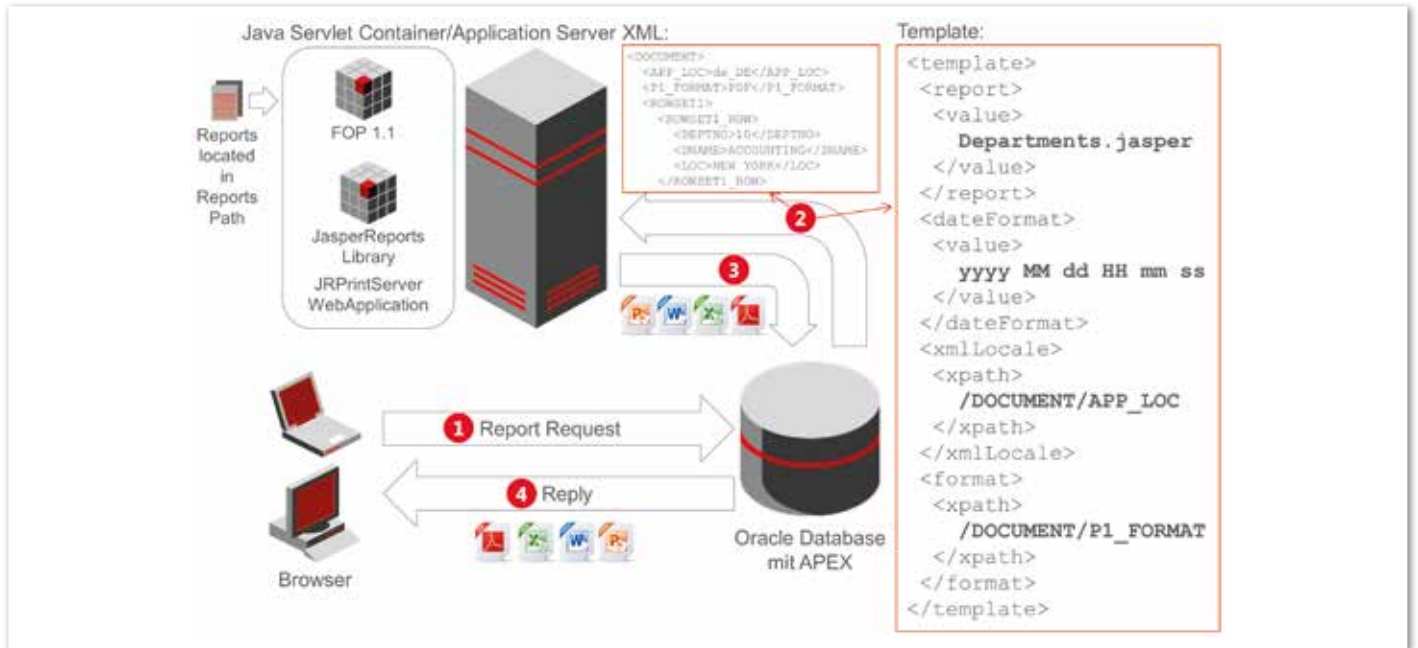 Java Servlet Container/Application Server
XML:
Template:
Reports
located
in
Reports
Path
FOP 1.1
JasperReports
Library
JRPrintServer
WebApplication
<DOCUMENT>
<APP_LOC>de_DE</APP_LOC>
<P1_FORMAT>PDF</P1_FORMAT>
<ROWSET1>
<ROWSET1_ROW>
<DEPTNO>10</DEPTNO>
<DNAME>ACCOUNTING</DNAME>
<LOC>NEW YORK</LOC>
</ROWSET1_ROW>
<template>
<report>
<value>
Departments.jasper
</value>
</report>
<dateFormat>
<value>
yyyy MM dd HH mm ss
</value>
</dateFormat>
<xmlLocale>
<xpath>
/DOCUMENT/APP_LOC
</xpath>
</xmlLocale>
<format>
<xpath>
/DOCUMENT/P1_FORMAT
</xpath>
</format>
</template>
2
3
1 Report Request
4 Reply
Browser
Oracle Database
mit APEX